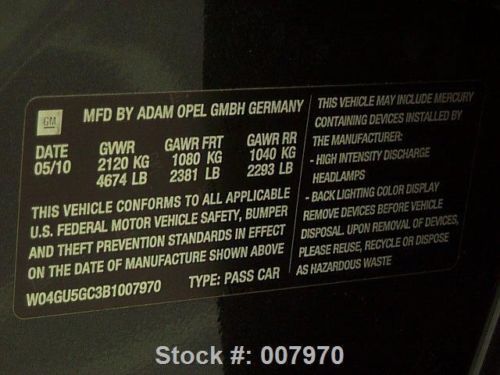 GM
MFD BY ADAM OPEL GMBH GERMANY
DATE GVWR GAWR FRT GAWR RR
05/10 2120 KG 1080 KG 1040 KG
4674 LB 2381 LB 2293 LB
THIS VEHICLE CONFORMS TO ALL APPLICABLE
U.S. FEDERAL MOTOR VEHICLE SAFETY, BUMPER
AND THEFT PREVENTION STANDARDS IN EFFECT
ON THE DATE OF MANUFACTURE SHOWN ABOVE
W04GU5GC3B1007970 TYPE: PASS CAR
THIS VEHICLE MAY INCLUDE MERCURY
CONTAINING DEVICES INSTALLED BY
THE MANUFACTURER:
- HIGH INTENSITY DISCHARGE
HEADLAMPS
- BACK LIGHTING COLOR DISPLAY
REMOVE DEVICES BEFORE VEHICLE
DISPOSAL. UPON REMOVAL OF DEVICES,
PLEASE REUSE, RECYCLE OR DISPOSE
AS HAZARDOUS WASTE
Stock #: 007970